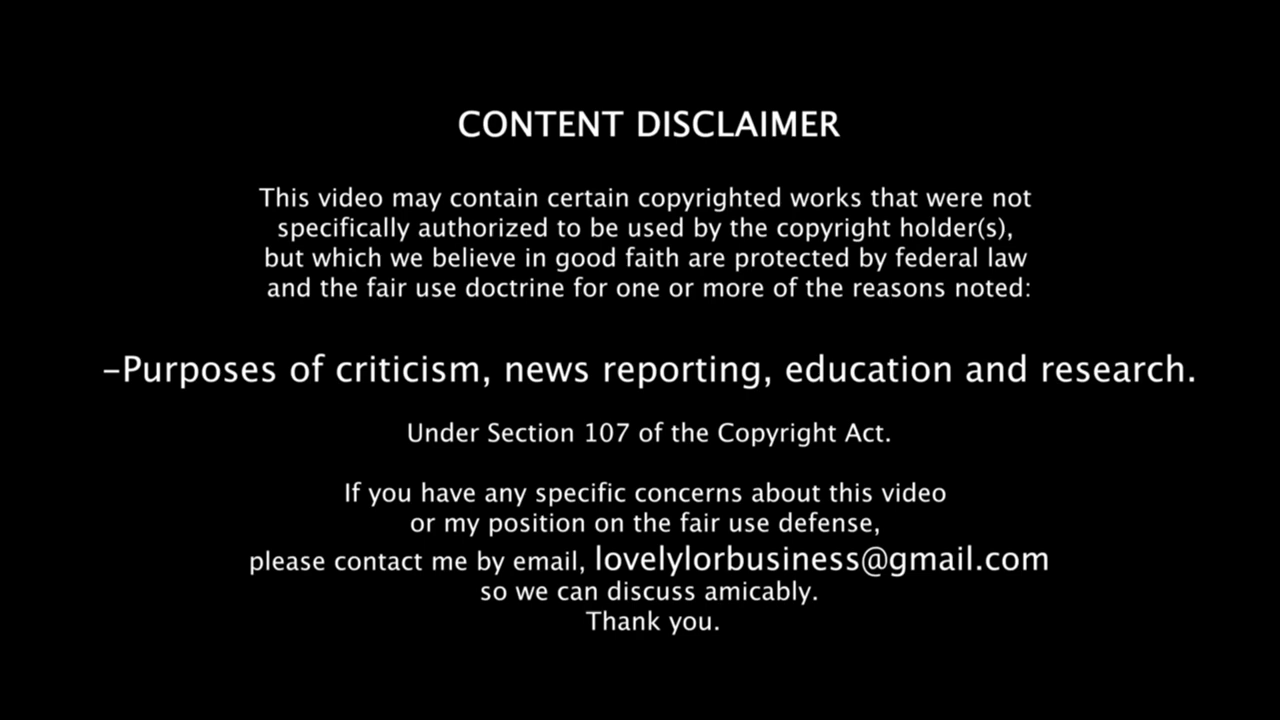 CONTENT DISCLAIMER
This video may contain certain copyrighted works that were not
specifically authorized to be used by the copyright holder(s),
but which we believe in good faith are protected by federal law
and the fair use doctrine for one or more of the reasons noted:
–Purposes of criticism, news reporting, education and research.
Under Section 107 of the Copyright Act.
If you have any specific concerns about this video
or my position on the fair use defense,
please contact me by email, lovelylorbusiness@gmail.com
so we can discuss amicably.
Thank you.